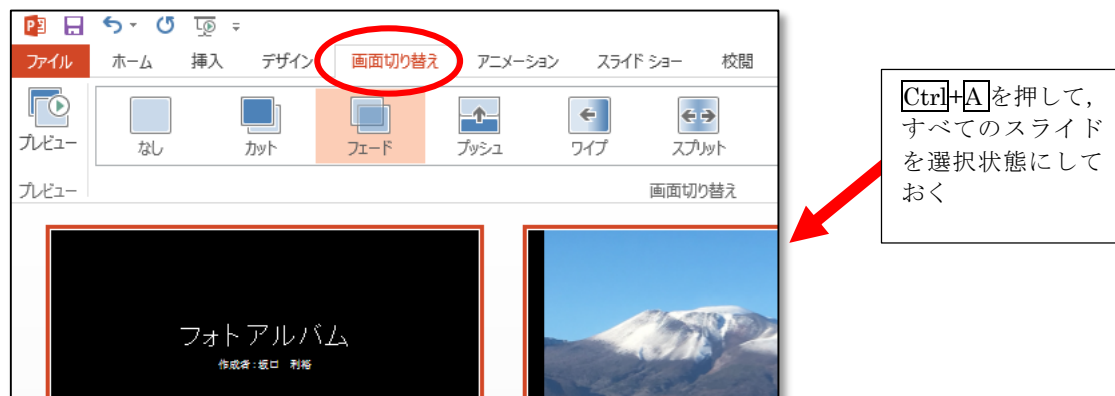 ファイル ホーム 挿入 デザイン 画面切り替え アニメーション スライド ショー 校閲
プレビュー なし カット フェード プッシュ ワイプ スプリット
プレビュー 画面切り替え
フォト アルバム
作成者:坂口 利裕
Ctrl+Aを押して,
すべてのスライド
を選択状態にして
おく